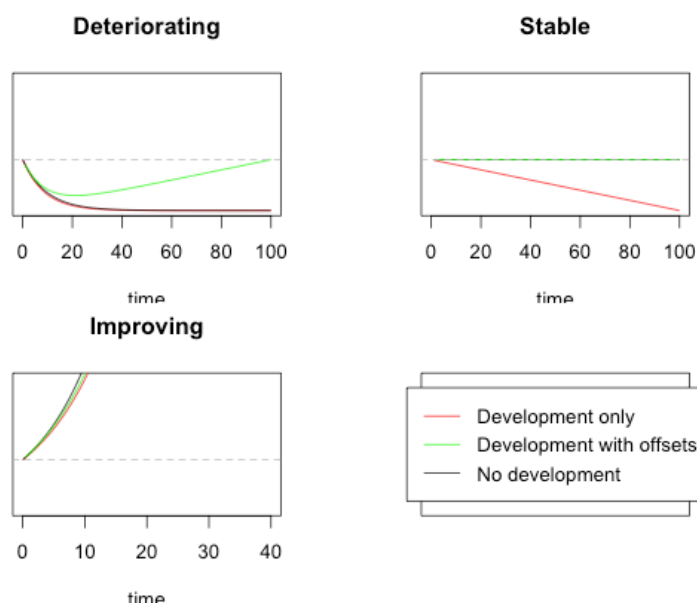 Deteriorating
Stable
0 20 40 60 80 100
0 20 40 60 80 100
time
time
Improving
Development only
Development with offsets
No development
0 10 20 30 40
time